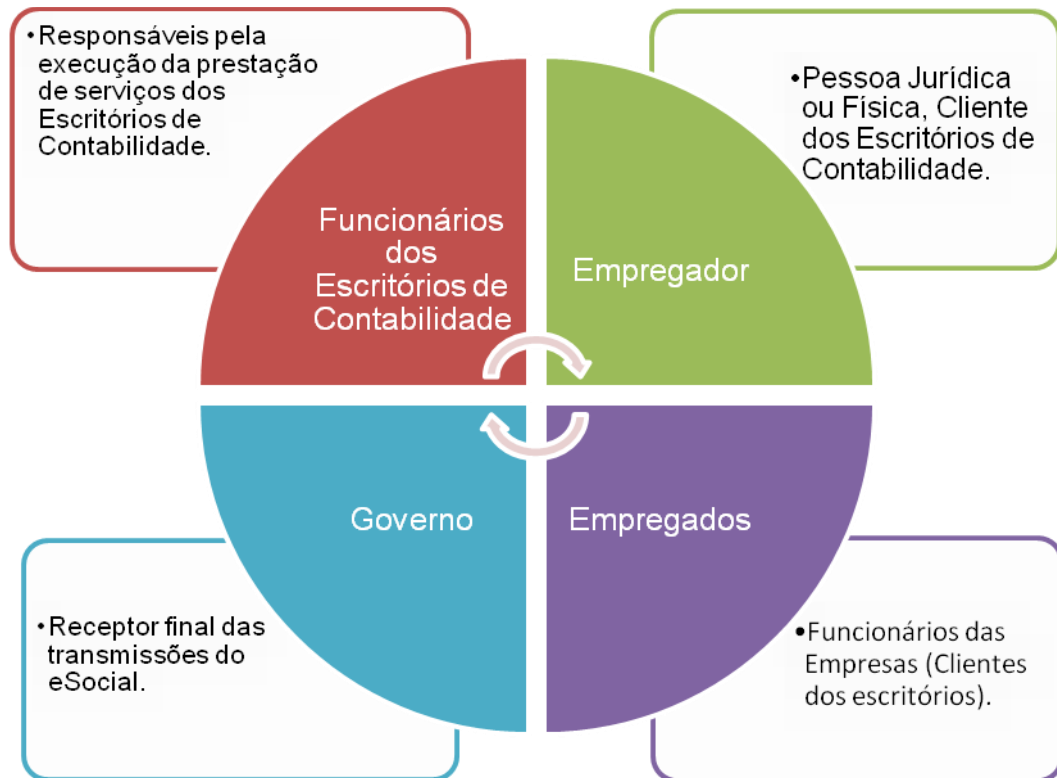 •Responsáveis pela
execução da prestação
de serviços dos
Escritórios de
Contabilidade.
•Pessoa Jurídica
ou Física, Cliente
dos Escritórios de
Contabilidade.
Funcionários
dos
Escritórios de
Contabilidade
Empregador
Governo
Empregados
•Receptor final das
transmissões do
eSocial.
•Funcionários das
Empresas (Clientes
dos escritórios).